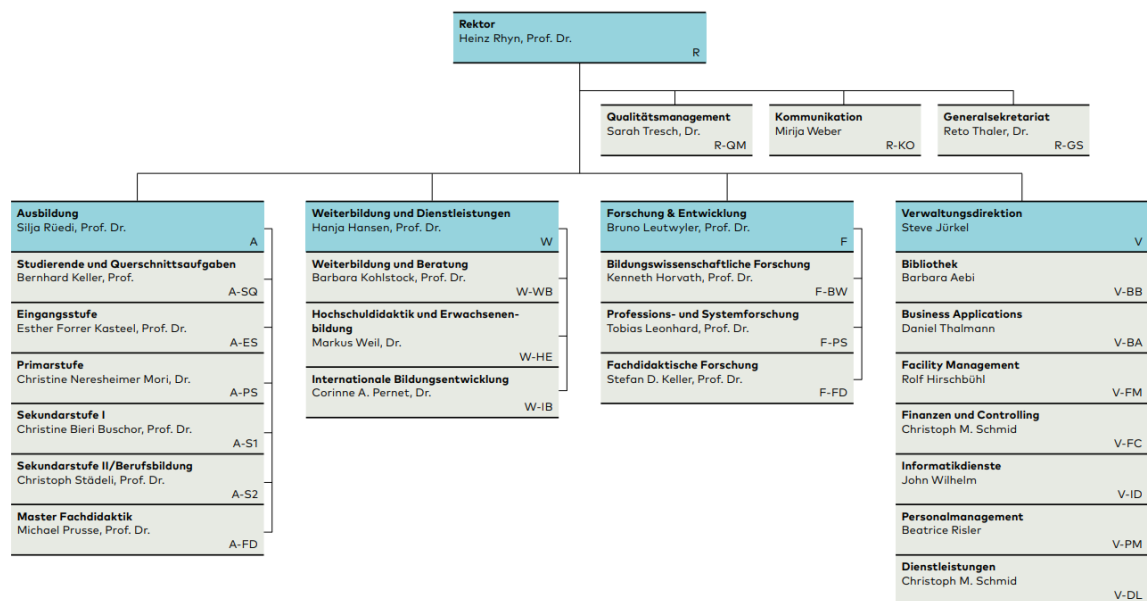 Rektor
Heinz Rhyn, Prof. Dr.
R
Qualitätsmanagement
Sarah Tresch, Dr.
R-QM
Kommunikation
Mirija Weber
R-KO
Generalsekretariat
Reto Thaler, Dr.
R-GS
Ausbildung
Silja Rüedi, Prof. Dr.
A
Studierende und Querschnittsaufgaben
Bernhard Keller, Prof.
A-SQ
Eingangsstufe
Esther Forrer Kasteel, Prof. Dr.
A-ES
Primarstufe
Christine Neresheimer Mori, Dr.
A-PS
Sekundarstufe I
Christine Bieri Buschor, Prof. Dr.
A-S1
Sekundarstufe II/Berufsbildung
Christoph Städeli, Prof. Dr.
A-S2
Master Fachdidaktik
Michael Prusse, Prof. Dr.
A-FD
Weiterbildung und Dienstleistungen
Hanja Hansen, Prof. Dr.
W
Weiterbildung und Beratung
Barbara Kohlstock, Prof. Dr.
W-WB
Hochschuldidaktik und Erwachsenen-
bildung
Markus Weil, Dr.
W-HE
Internationale Bildungsentwicklung
Corinne A. Pernet, Dr.
W-IB
Forschung & Entwicklung
Bruno Leutwyler, Prof. Dr.
F
Bildungswissenschaftliche Forschung
Kenneth Horvath, Prof. Dr.
F-BW
Professions- und Systemforschung
Tobias Leonhard, Prof. Dr.
F-PS
Fachdidaktische Forschung
Stefan D. Keller, Prof. Dr.
F-FD
Verwaltungsdirektion
Steve Jürkel
V
Bibliothek
Barbara Aebi
V-BB
Business Applications
Daniel Thalmann
V-BA
Facility Management
Rolf Hirschbühl
V-FM
Finanzen und Controlling
Christoph M. Schmid
V-FC
Informatikdienste
John Wilhelm
V-ID
Personalmanagement
Beatrice Risler
V-PM
Dienstleistungen
Christoph M. Schmid
V-DL